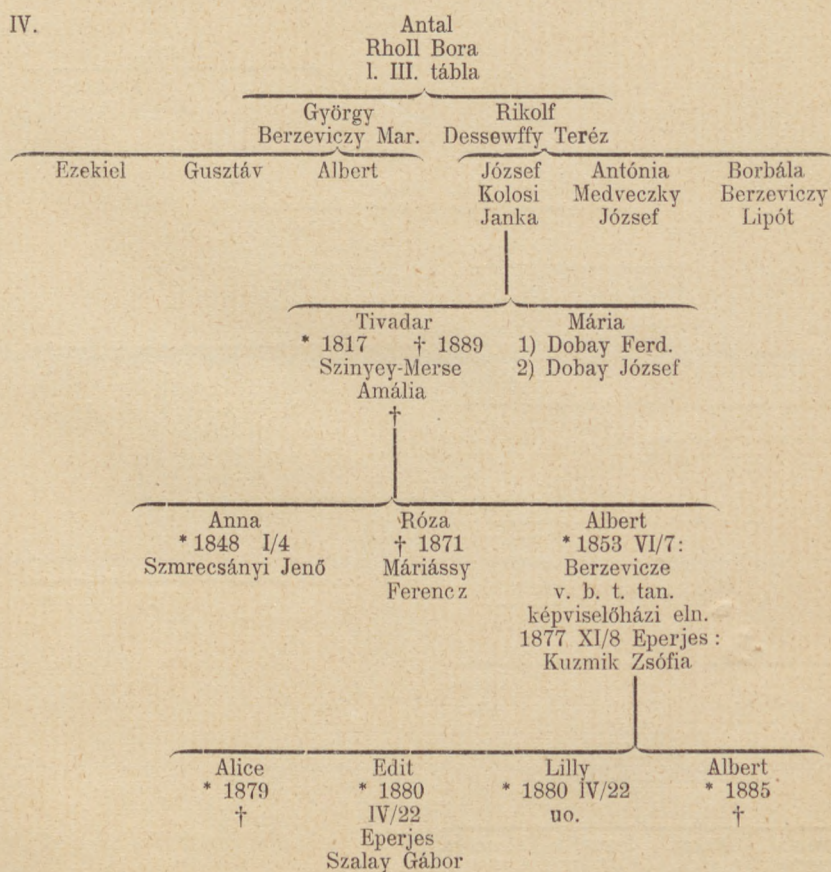 IV.
Antal
Rholl Bora
l. III. tábla
György Rikolf
Berzeviczy Mar. Dessewffy Teréz
Ezekiel Gusztáv Albert József Antónia Borbála
Kolosi Medveczky Berzeviczy
Janka József Lipót
Tivadar Mária
* 1817 † 1889 1) Dobay Ferd.
Szinyey-Merse 2) Dobay József
Amália
†
Anna Róza Albert
* 1848 I/4 † 1871 * 1853 VI/7:
Szmrecsányi Jenő Máriássy Berzevicze
Ferencz v. b. t. tan.
képviselőházi eln.
1877 XI/8 Eperjes :
Kuzmik Zsófia
Alice Edit Lilly Albert
* 1879 * 1880 * 1880 IV/22 * 1885
† IV/22 uo. †
Eperjes
Szalay Gábor